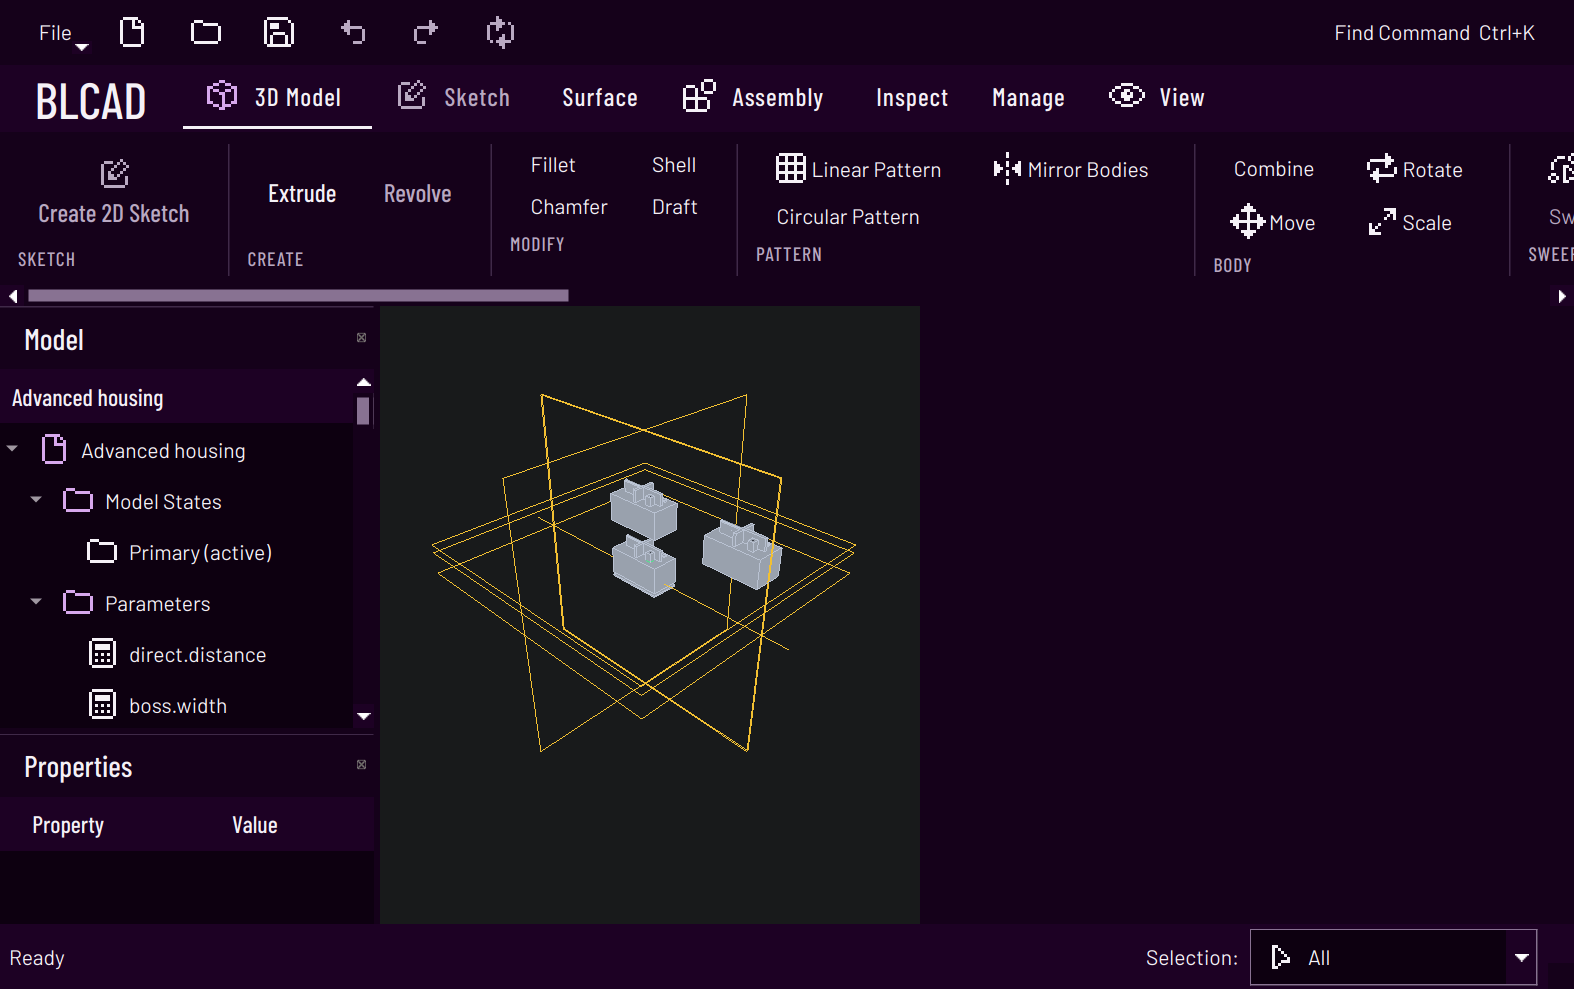 File
Find Command Ctrl+K
BLCAD
3D Model
Sketch
Surface
Assembly
Inspect
Manage
View
Create 2D Sketch
SKETCH
Extrude
Revolve
CREATE
Fillet
Shell
Chamfer
Draft
MODIFY
Linear Pattern
Mirror Bodies
Circular Pattern
PATTERN
Combine
Rotate
Move
Scale
BODY
Model
Advanced housing
Advanced housing
Model States
Primary (active)
Parameters
direct.distance
boss.width
Properties
Property
Value
Ready
Selection:
All